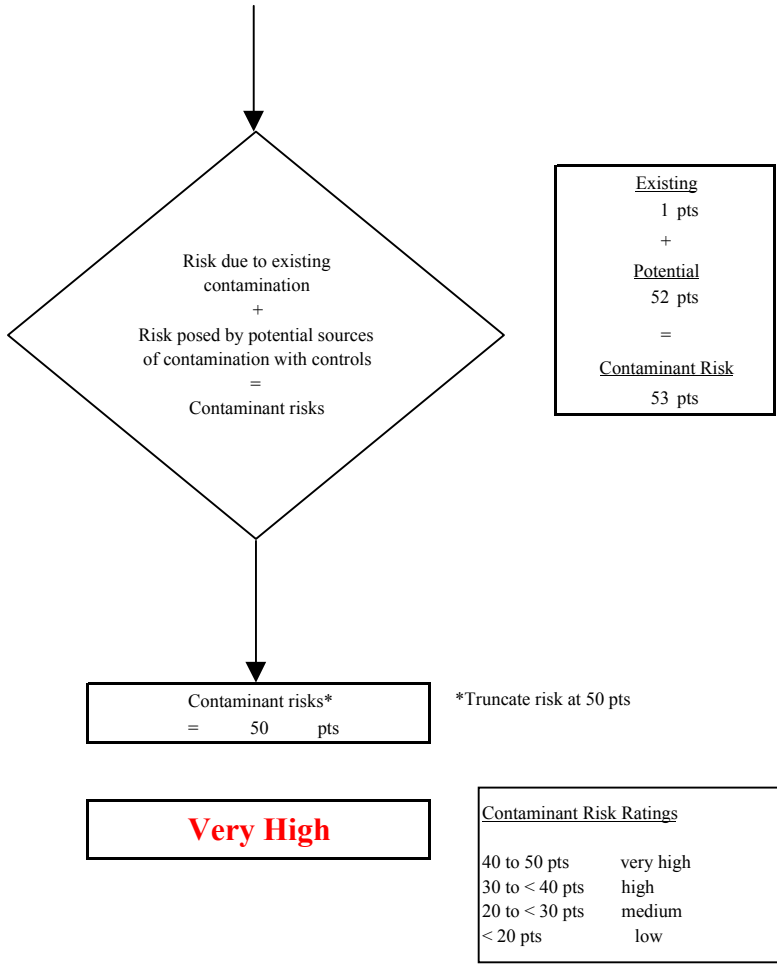 Risk due to existing
contamination
+
Risk posed by potential sources
of contamination with controls
=
Contaminant risks
Existing
1 pts
+
Potential
52 pts
=
Contaminant Risk
53 pts
Contaminant risks*
= 50 pts
*Truncate risk at 50 pts
Very High
Contaminant Risk Ratings
40 to 50 pts very high
30 to < 40 pts high
20 to < 30 pts medium
< 20 pts low